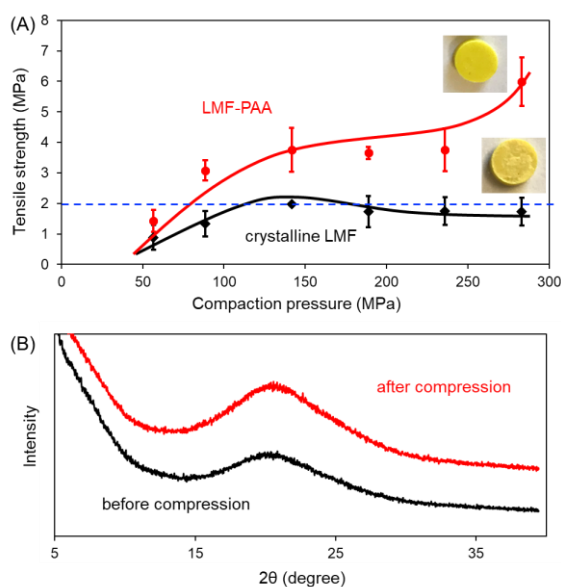 (A)
Tensile strength (MPa)
8
7
6
5
4
3
2
1
0
LMF-PAA
crystalline LMF
0 50 100 150 200 250 300
Compaction pressure (MPa)
(B)
Intensity
after compression
before compression
5 15 25 35
2θ (degree)